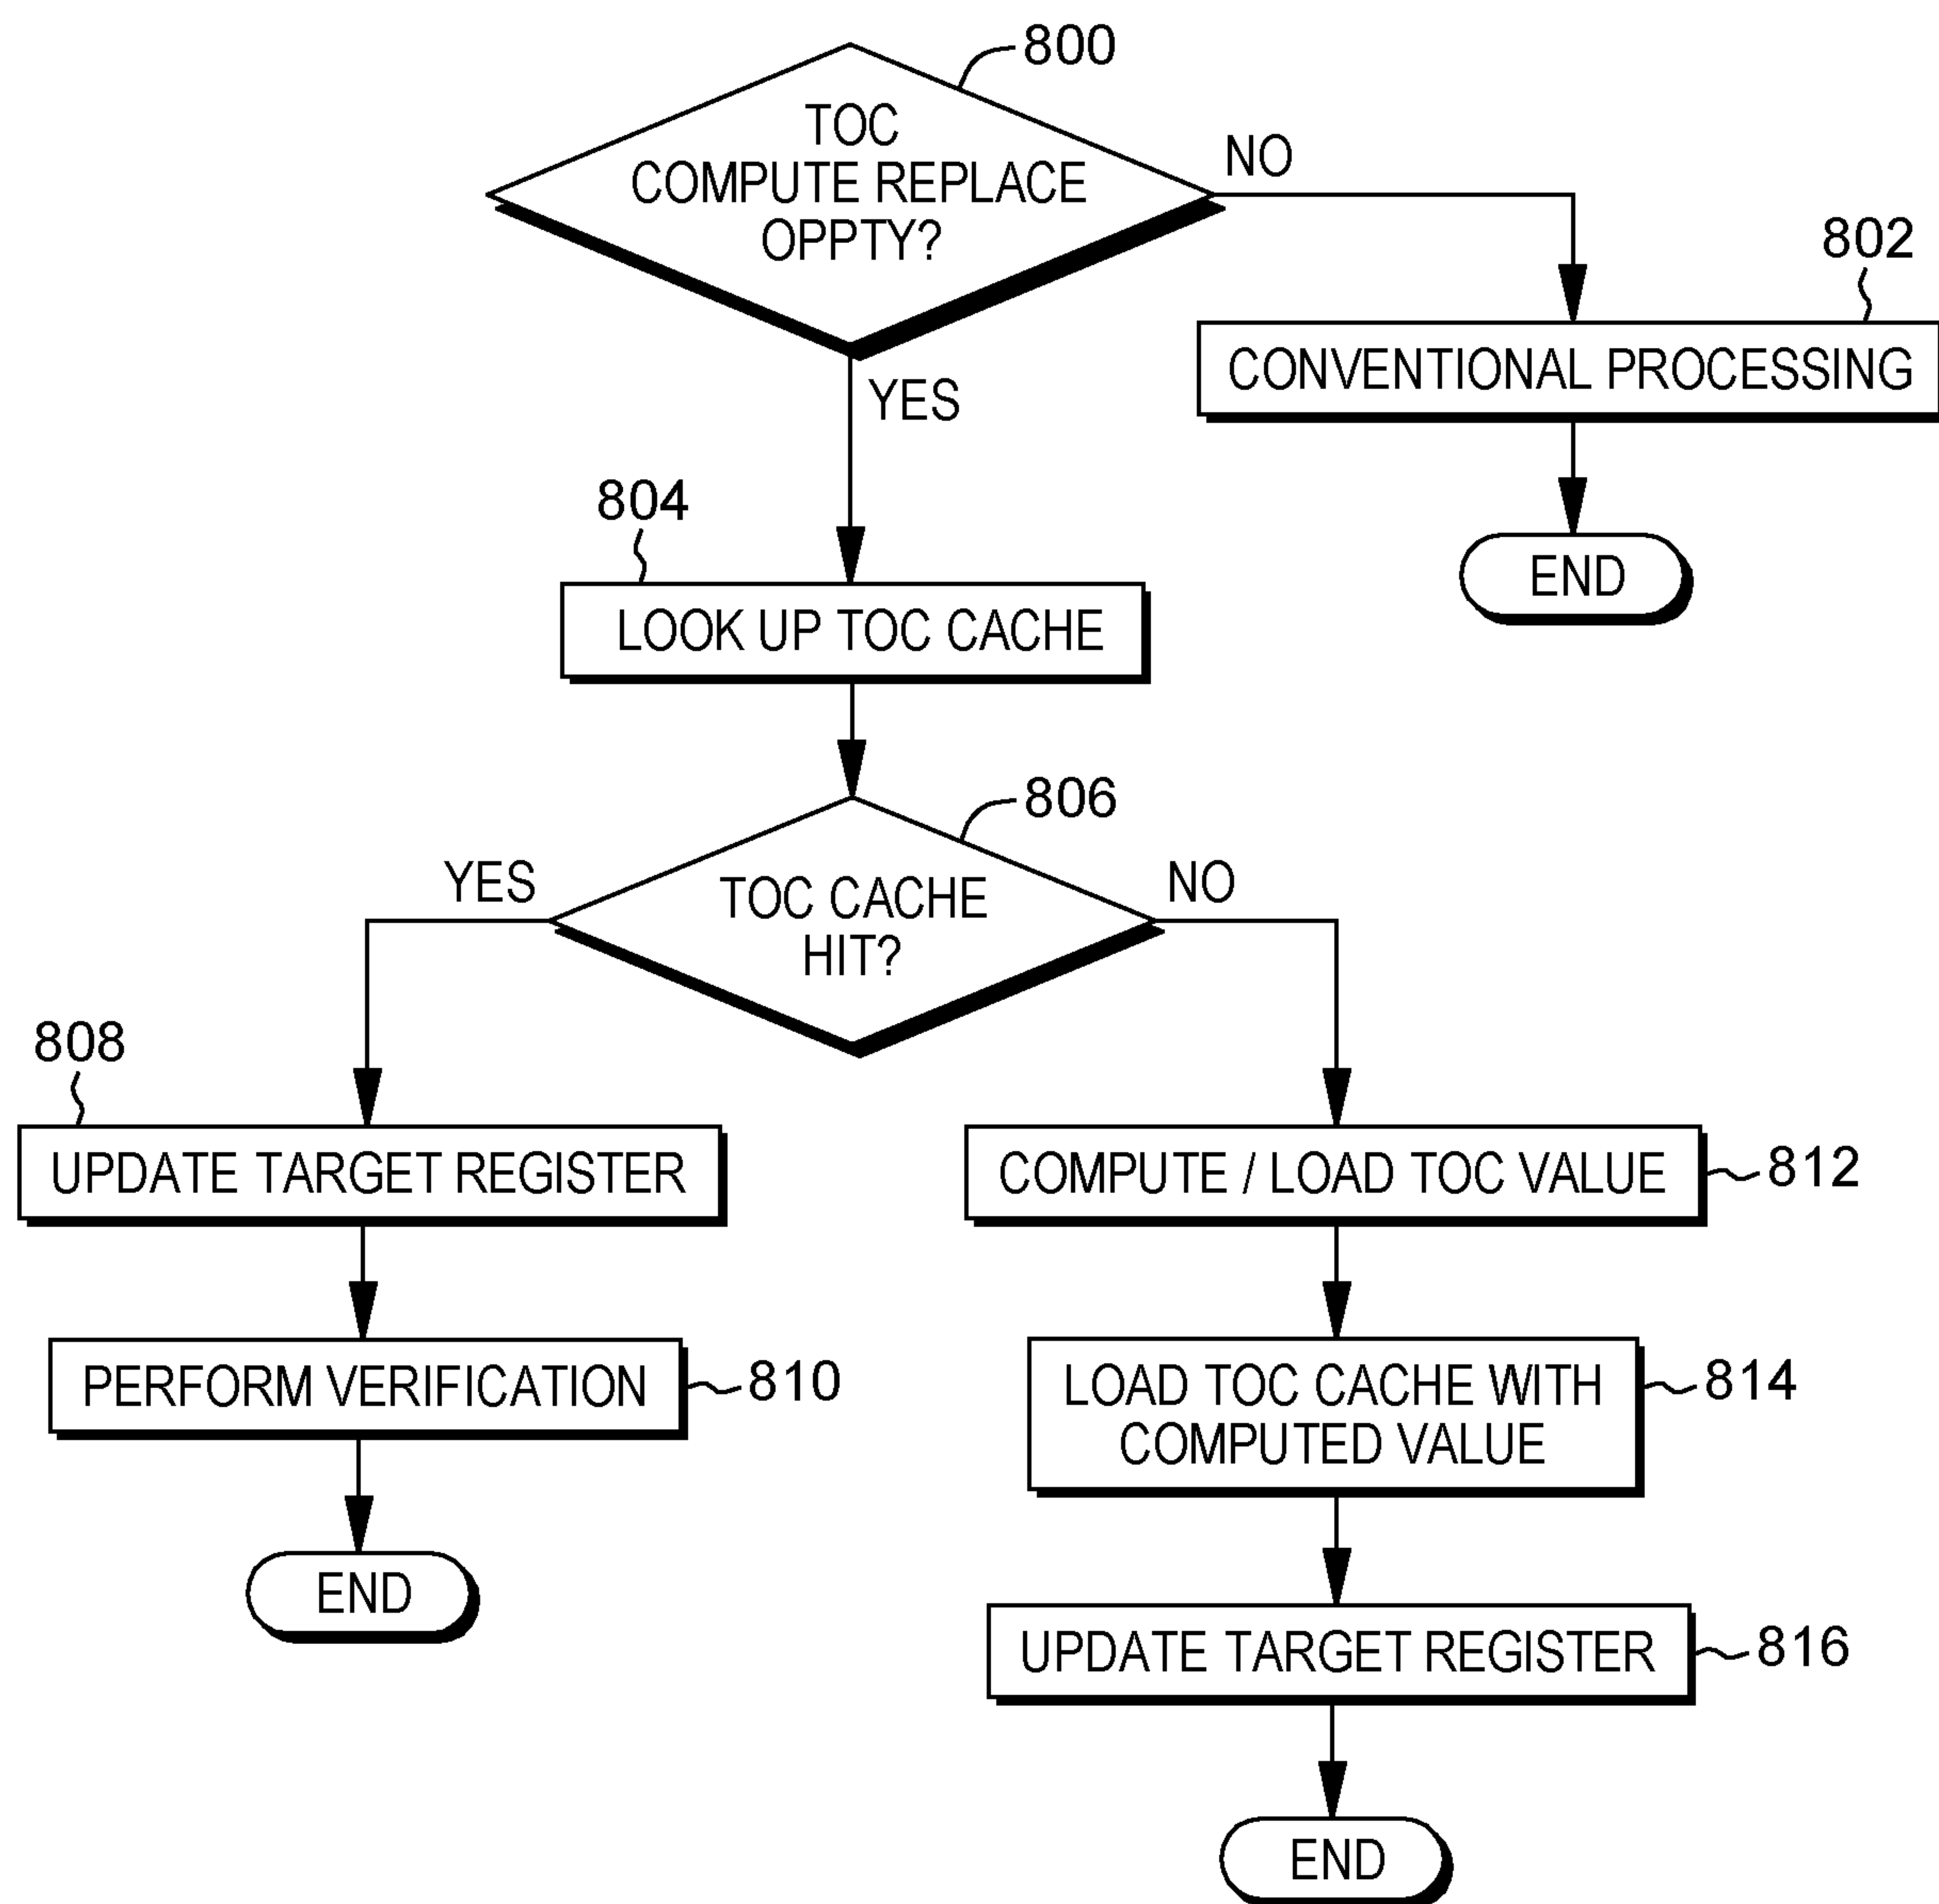 800
TOC
COMPUTE REPLACE
OPPTY?
NO
802
CONVENTIONAL PROCESSING
END
YES
804
LOOK UP TOC CACHE
806
TOC CACHE
HIT?
YES
NO
808
UPDATE TARGET REGISTER
PERFORM VERIFICATION
810
END
COMPUTE / LOAD TOC VALUE
812
LOAD TOC CACHE WITH
COMPUTED VALUE
814
UPDATE TARGET REGISTER
816
END